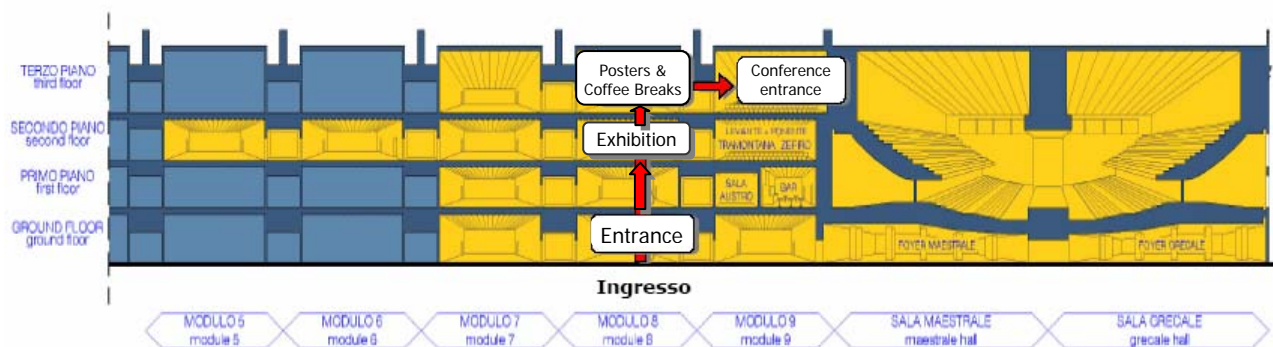 TERZO PIANO
third floor
Posters &
Coffee Breaks
Conference
entrance
SECONDO PIANO
second floor
Exhibition
LEVANTE e PONENTE
TRAMONTANA ZEFIRO
PRIMO PIANO
first floor
SALA
AUSTRO
BAR
GROUND FLOOR
ground floor
Entrance
FOYER MAESTRALE
FOYER GRECALE
Ingresso
MODULO 5
module 5
MODULO 6
module 6
MODULO 7
module 7
MODULO 8
module 8
MODULO 9
module 9
SALA MAESTRALE
maestrale hall
SALA GRECALE
grecale hall